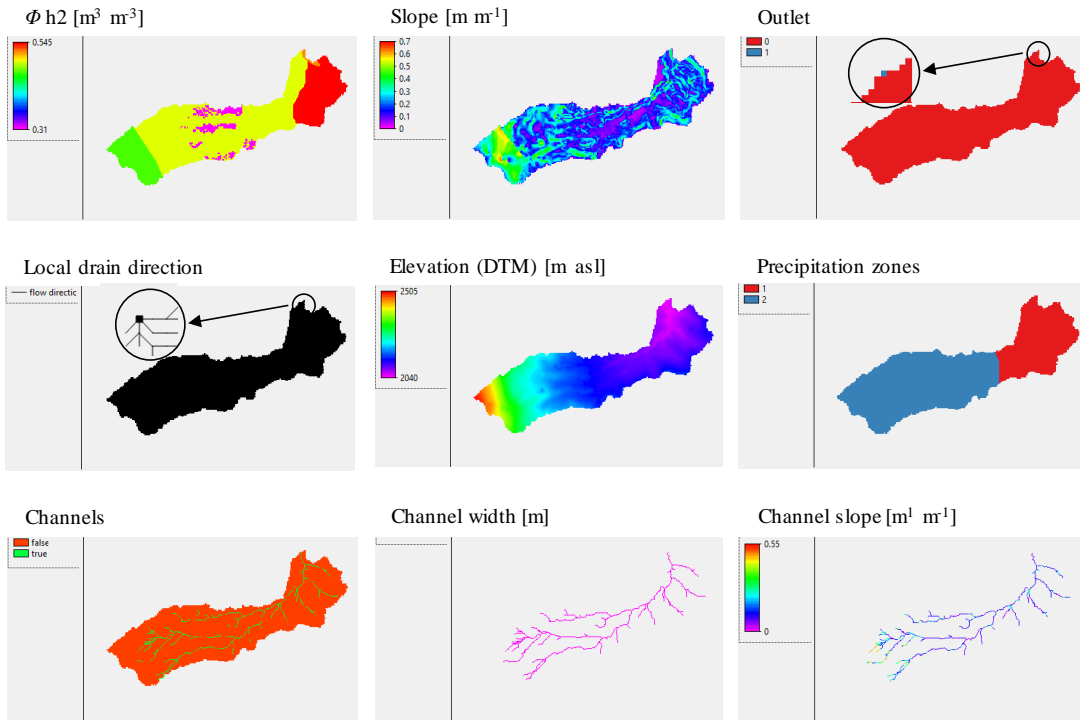 Φ h2 [m³ m⁻³]
0.545
0.31
Slope [m m⁻¹]
0.7
0.6
0.5
0.4
0.3
0.2
0.1
0
Outlet
0
1
Local drain direction
flow directic
Elevation (DTM) [m asl]
2505
2040
Precipitation zones
1
2
Channels
false
true
Channel width [m]
Channel slope [m¹ m⁻¹]
0.55
0